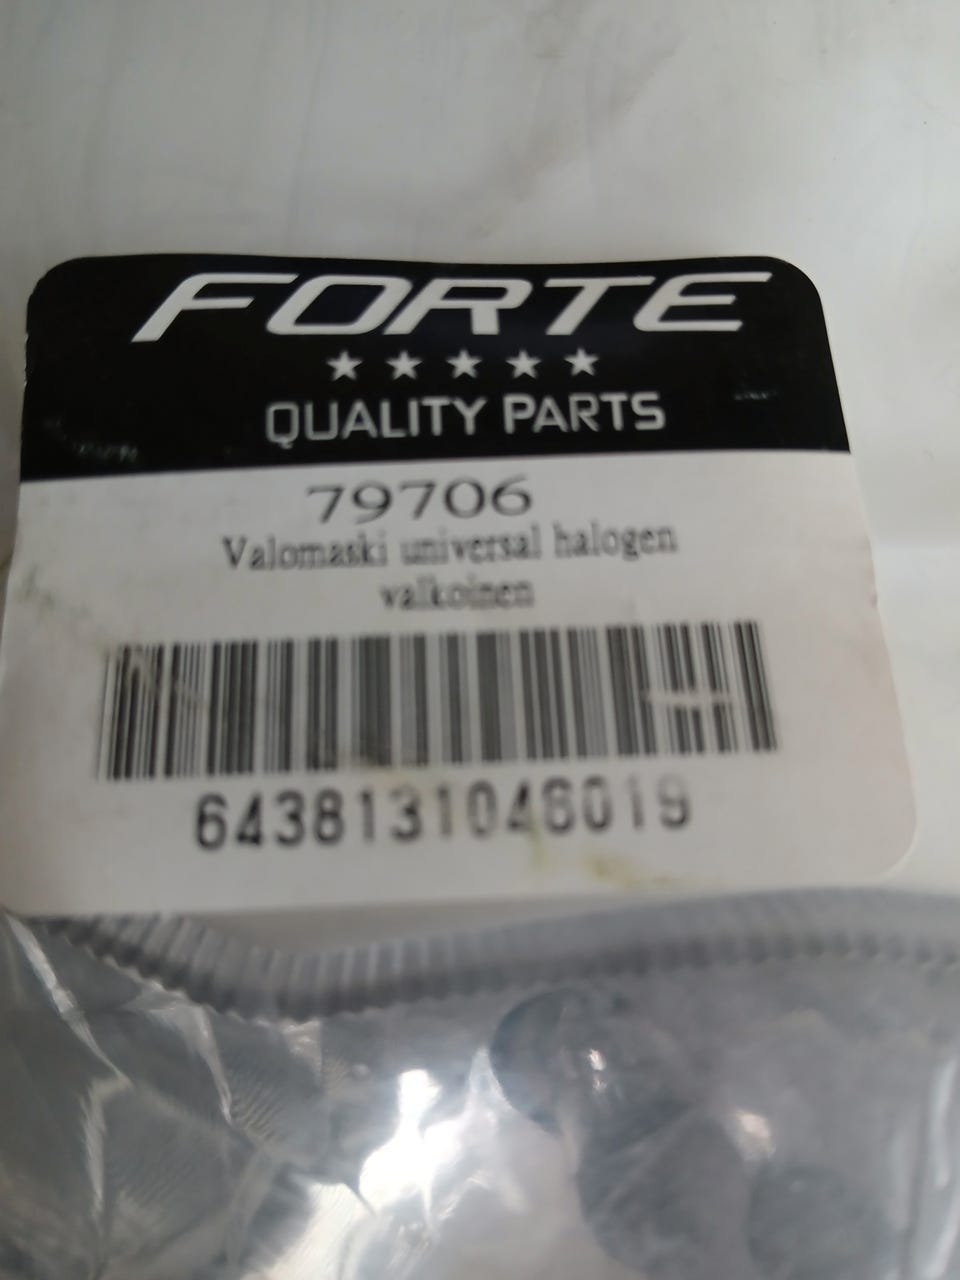 FORTE
QUALITY PARTS
79706
Valomaski universal halogen
valkoinen
6438131046019